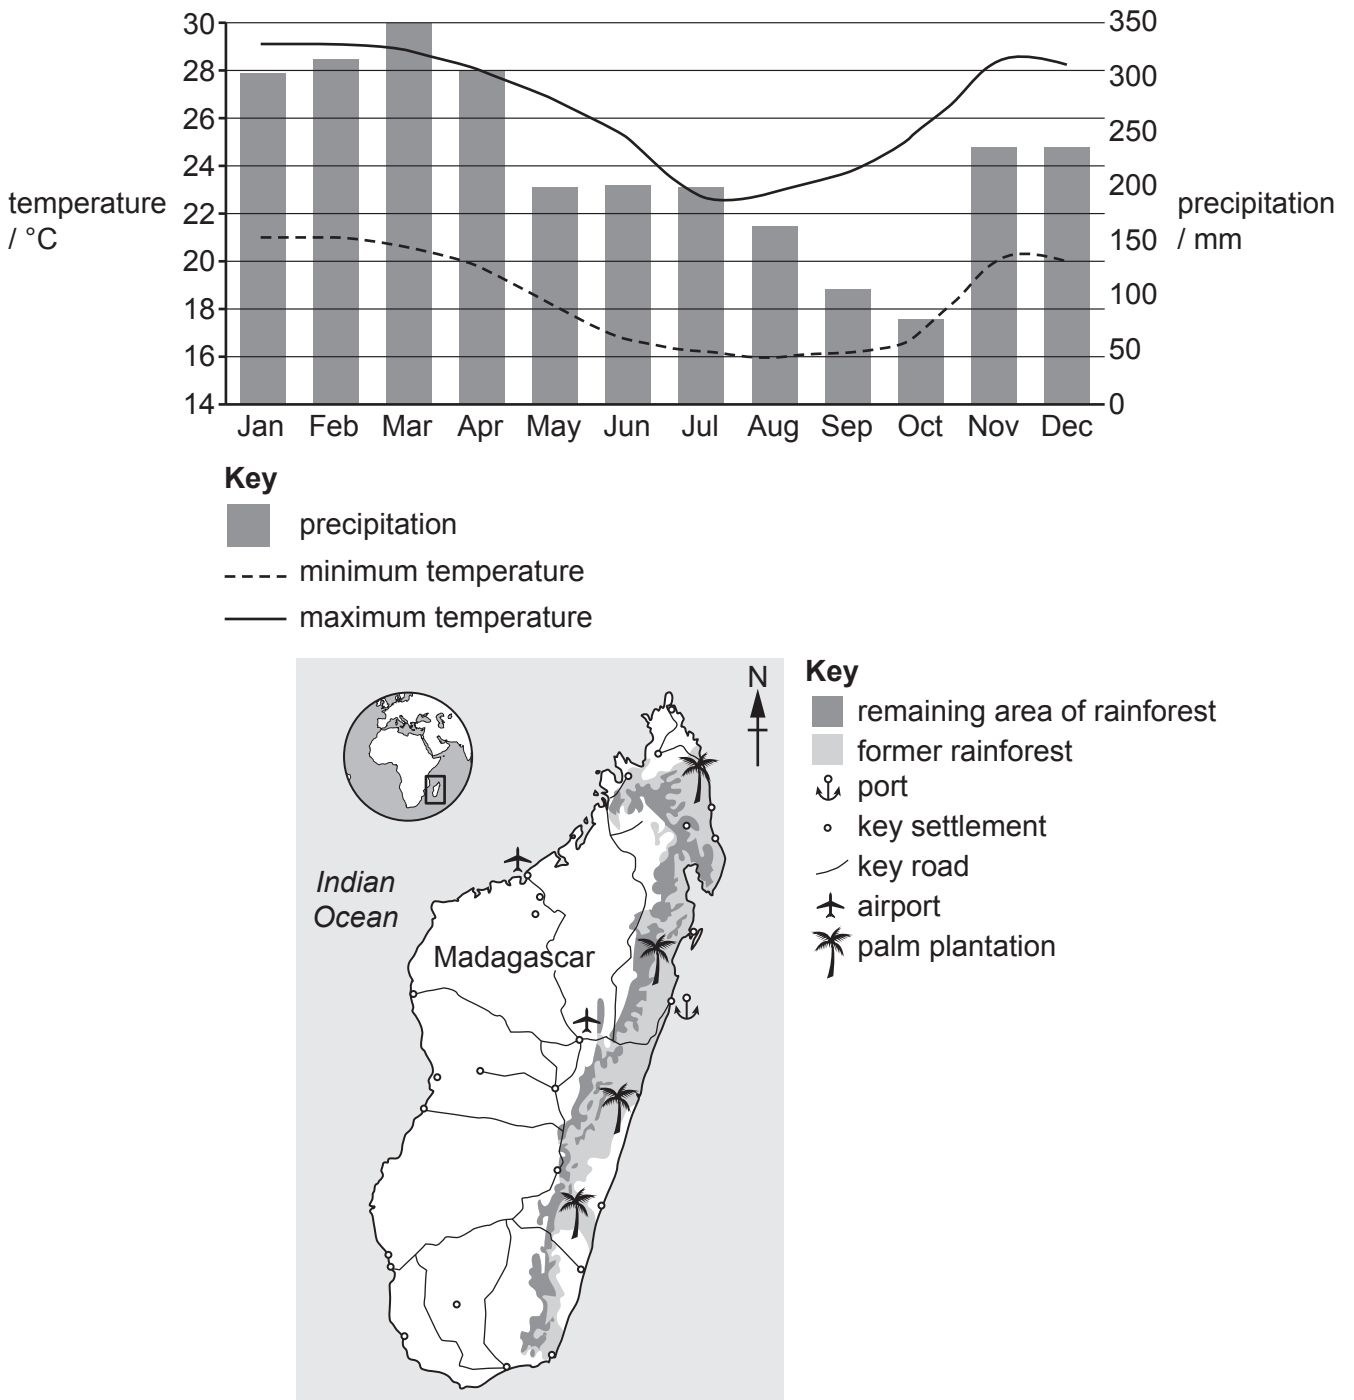 30
28
26
24
22
20
18
16
14
temperature
/ °C
350
300
250
200
150
100
50
0
precipitation
/ mm
Jan Feb Mar Apr May Jun Jul Aug Sep Oct Nov Dec
Key
precipitation
minimum temperature
maximum temperature
N
Indian
Ocean
Madagascar
Key
remaining area of rainforest
former rainforest
port
key settlement
key road
airport
palm plantation